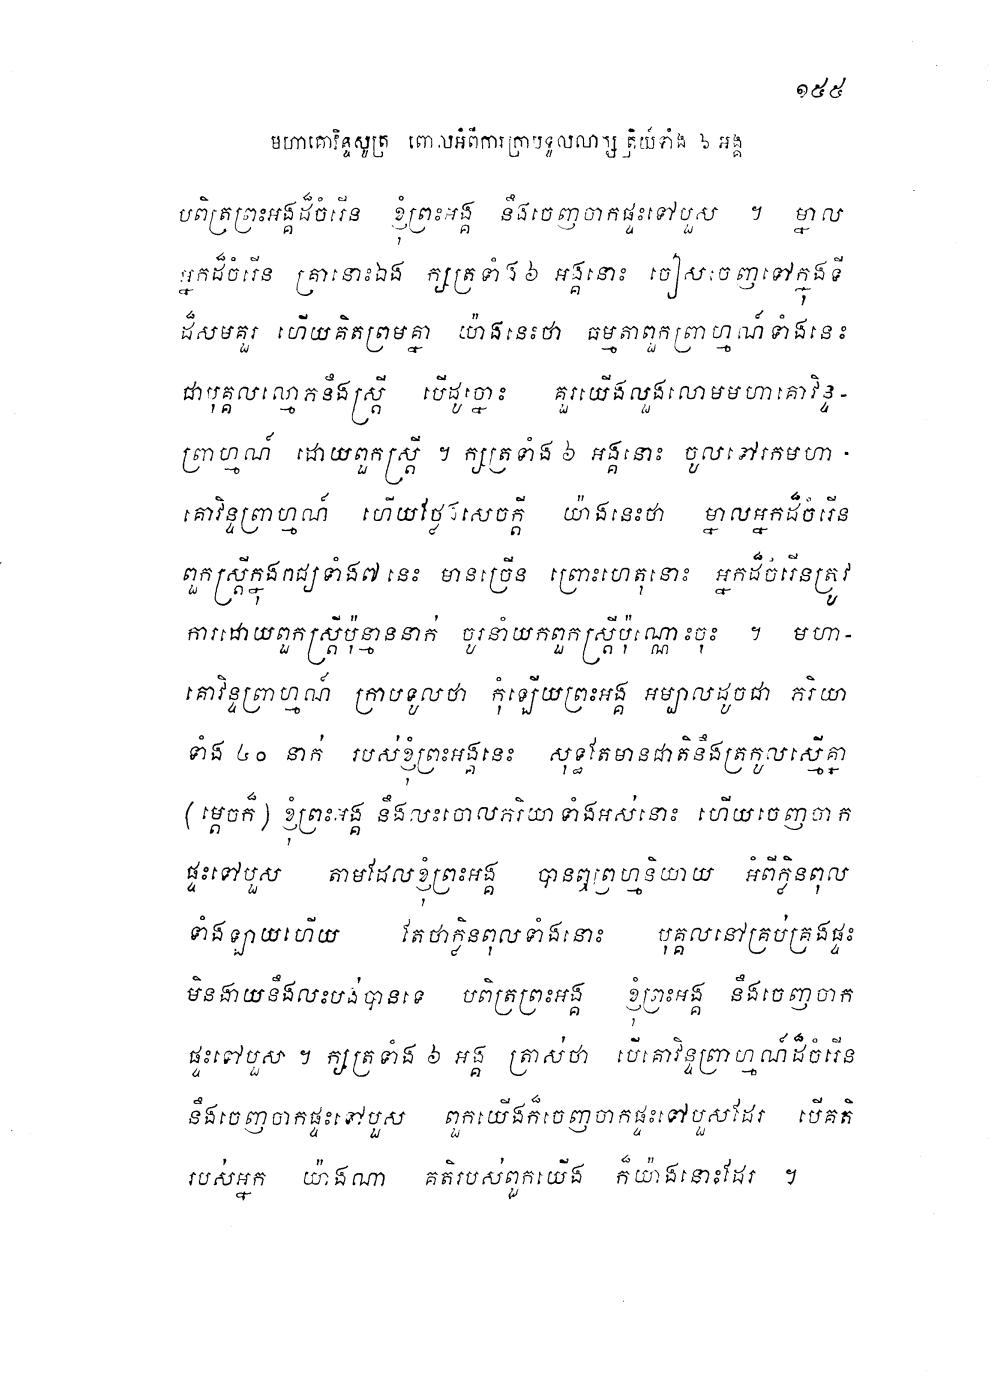 ១៥៥
មហាគោវិន្ទសូត្រ ពោលអំពីការក្រាបទូលលាក្សត្រិយ៍ទាំង ៦ អង្គ
បពិត្រព្រះអង្គដ៏ចំរើន ខ្ញុំព្រះអង្គ នឹងចេញចាកផ្ទះទៅបួស ។ ម្នាល
អ្នកដ៏ចំរើន គ្រានោះឯង ក្សត្រទាំង ៦ អង្គនោះ ចៀសចេញទៅក្នុងទី
ដ៏សមគួរ ហើយគិតព្រមគ្នា យ៉ាងនេះថា ធម្មតាពួកព្រាហ្មណ៍ទាំងនេះ
ជាបុគ្គលល្មោភនឹងស្ត្រី បើដូច្នោះ គួរយើងលួងលោមមហាគោវិន្ទ-
ព្រាហ្មណ៍ ដោយពួកស្ត្រី ។ ក្សត្រទាំង ៦ អង្គនោះ ចូលទៅរកមហា-
គោវិន្ទព្រាហ្មណ៍ ហើយថ្លែងសេចក្តី យ៉ាងនេះថា ម្នាលអ្នកដ៏ចំរើន
ពួកស្ត្រីក្នុងរាជ្យទាំង៧ នេះ មានច្រើន ព្រោះហេតុនោះ អ្នកដ៏ចំរើនត្រូវ
ការដោយពួកស្ត្រីប៉ុន្មាននាក់ ចូរនាំយកពួកស្ត្រីប៉ុណ្ណោះចុះ ។ មហា-
គោវិន្ទព្រាហ្មណ៍ ក្រាបទូលថា កុំឡើយព្រះអង្គ អម្បាលដូចជា ភរិយា
ទាំង ៤០ នាក់ របស់ខ្ញុំព្រះអង្គនេះ សុទ្ធតែមានជាតិនឹងត្រកូលស្មើគ្នា
(ម្តេចក៏) ខ្ញុំព្រះអង្គ នឹងលះចោលភរិយាទាំងអស់នោះ ហើយចេញចាក
ផ្ទះទៅបួស តាមដែលខ្ញុំព្រះអង្គ បានឮព្រហ្មនិយាយ អំពីក្លិនពុល
ទាំងឡាយហើយ តែថាក្លិនពុលទាំងនោះ បុគ្គលនៅគ្រប់គ្រងផ្ទះ
មិនងាយនឹងលះបង់បានទេ បពិត្រព្រះអង្គ ខ្ញុំព្រះអង្គ នឹងចេញចាក
ផ្ទះទៅបួស ។ ក្សត្រទាំង ៦ អង្គ ត្រាស់ថា បើគោវិន្ទព្រាហ្មណ៍ដ៏ចំរើន
នឹងចេញចាកផ្ទះទៅបួស ពួកយើងក៏ចេញចាកផ្ទះទៅបួសដែរ បើគតិ
របស់អ្នក យ៉ាងណា គតិរបស់ពួកយើង ក៏យ៉ាងនោះដែរ ។